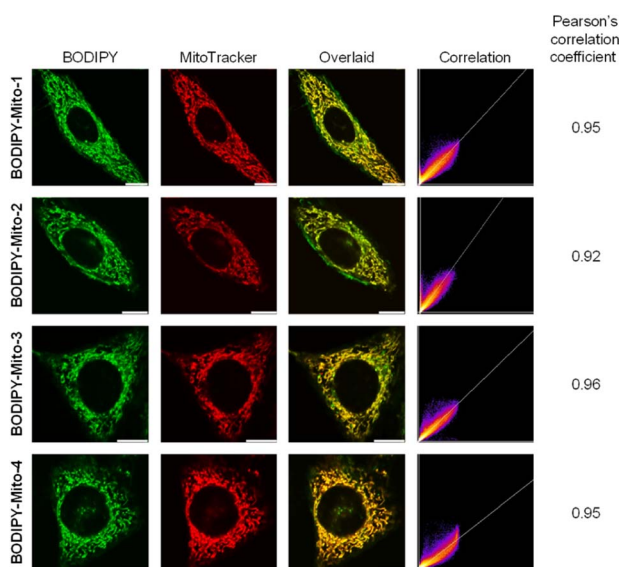 Pearson's
correlation
coefficient
BODIPY
MitoTracker
Overlaid
Correlation
BODIPY-Mito-1
0.95
BODIPY-Mito-2
0.92
BODIPY-Mito-3
0.96
BODIPY-Mito-4
0.95